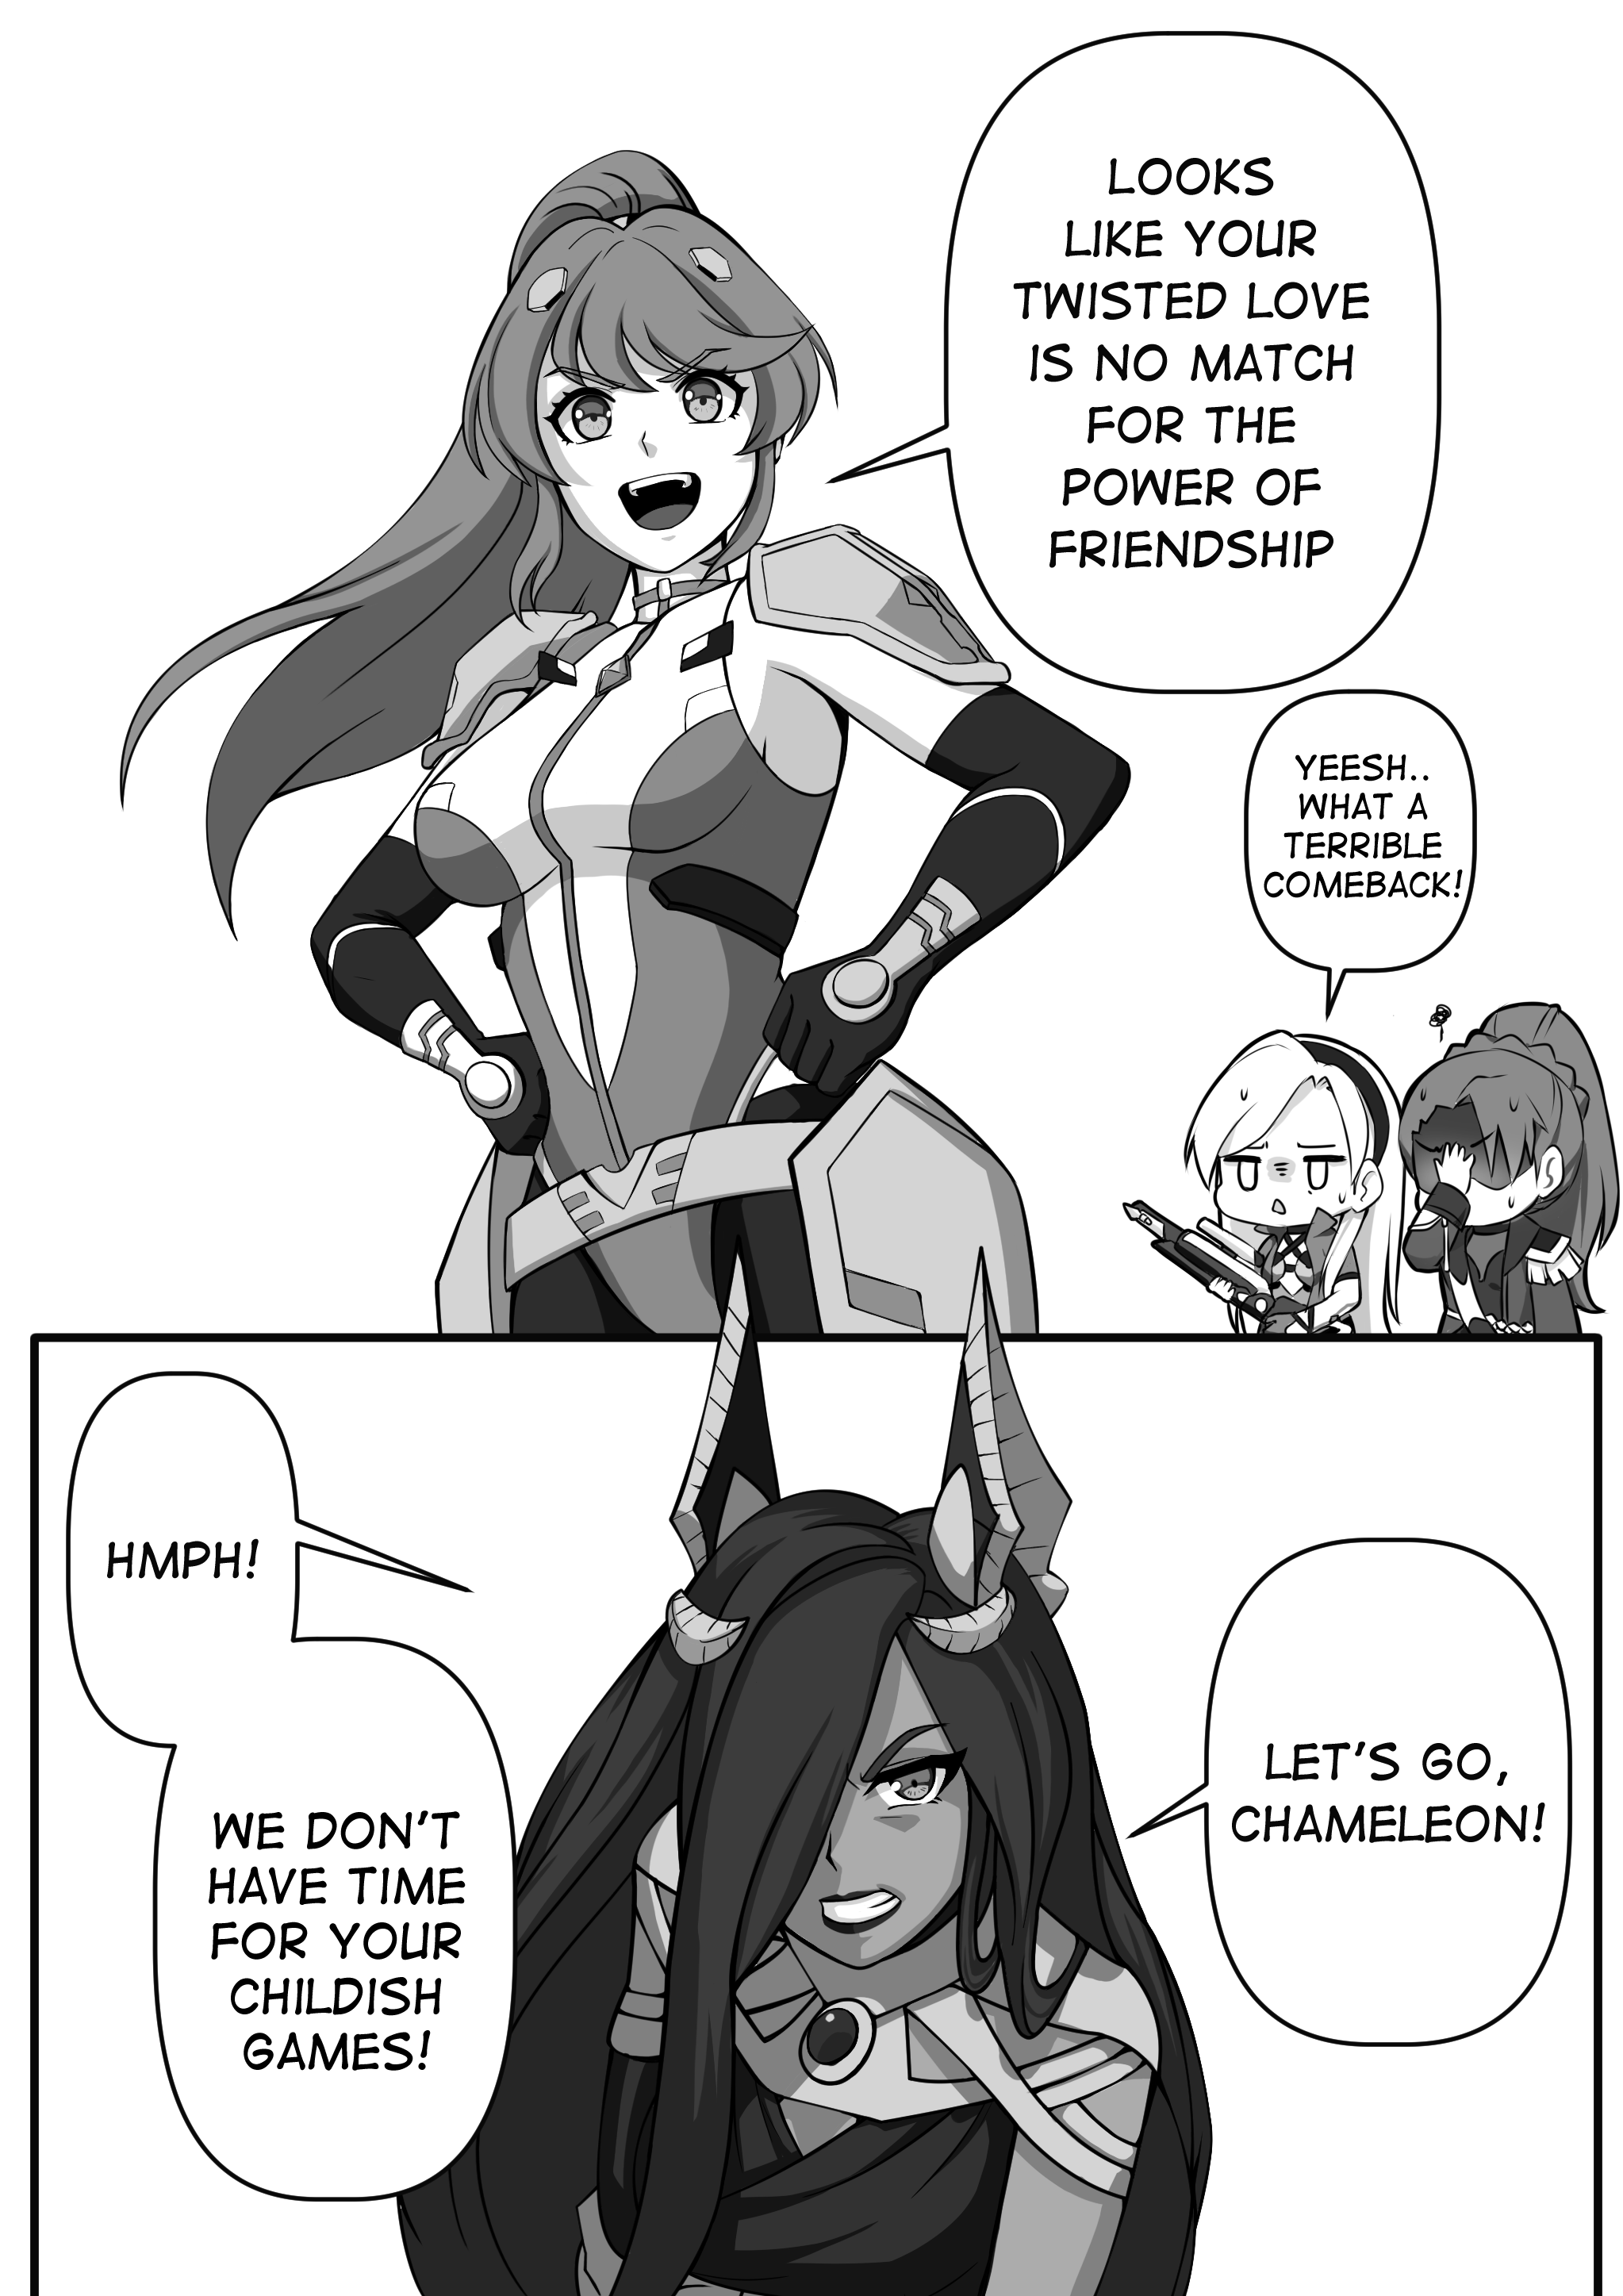 LOOKS
LIKE YOUR
TWISTED LOVE
IS NO MATCH
FOR THE
POWER OF
FRIENDSHIP
YEESH..
WHAT A
TERRIBLE
COMEBACK!
HMPH!
WE DON'T
HAVE TIME
FOR YOUR
CHILDISH
GAMES!
LET'S GO,
CHAMELEON!